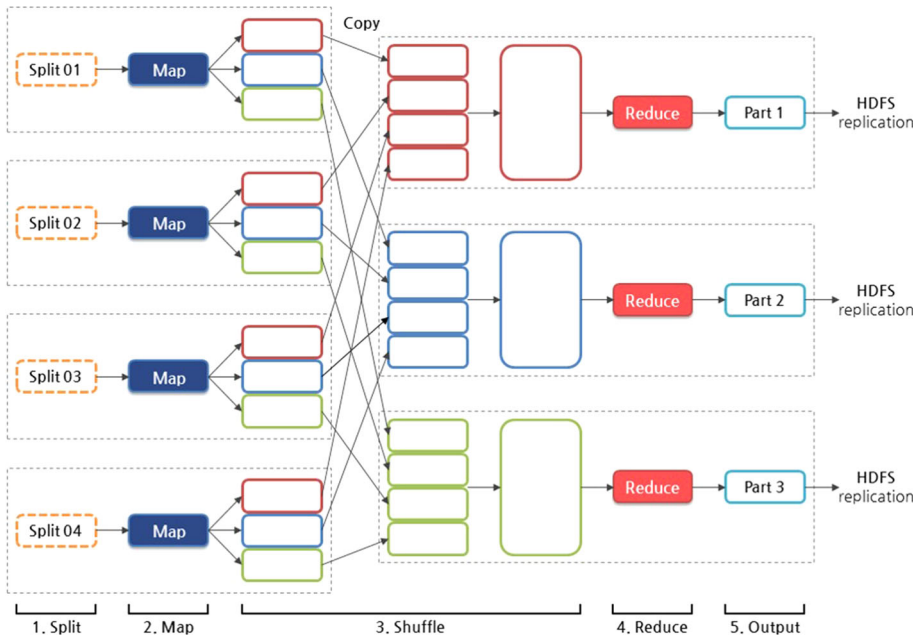 Copy
Split 01
Map
Reduce
Part 1
HDFS
replication
Split 02
Map
Reduce
Part 2
HDFS
replication
Split 03
Map
Split 04
Map
Reduce
Part 3
HDFS
replication
1. Split
2. Map
3. Shuffle
4. Reduce
5. Output